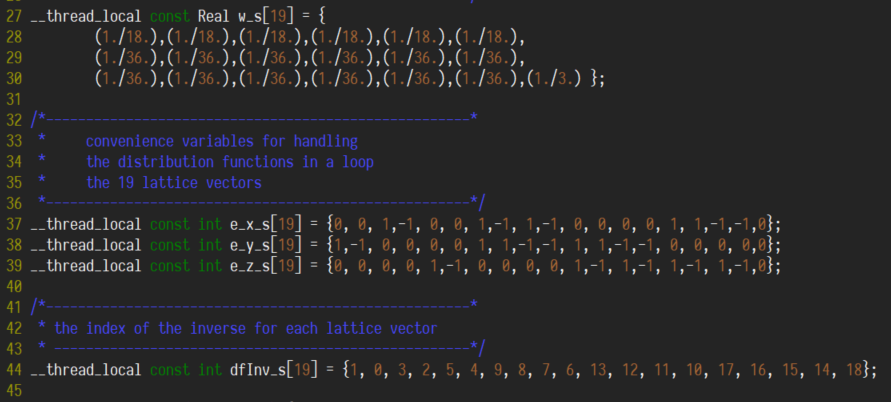 27 __thread_local const Real w_s[19] = {
28 (1./18.),(1./18.),(1./18.),(1./18.),(1./18.),(1./18.),
29 (1./36.),(1./36.),(1./36.),(1./36.),(1./36.),(1./36.),
30 (1./36.),(1./36.),(1./36.),(1./36.),(1./36.),(1./36.),(1./3.) };
31
32 /*-----------------------------------------------------*
33 * convenience variables for handling
34 * the distribution functions in a loop
35 * the 19 lattice vectors
36 *-----------------------------------------------------*/
37 __thread_local const int e_x_s[19] = {0, 0, 1,-1, 0, 0, 1,-1, 1,-1, 0, 0, 0, 0, 1, 1,-1,-1,0};
38 __thread_local const int e_y_s[19] = {1,-1, 0, 0, 0, 0, 1, 1,-1,-1, 1, 1,-1,-1, 0, 0, 0, 0,0};
39 __thread_local const int e_z_s[19] = {0, 0, 0, 0, 1,-1, 0, 0, 0, 0, 1,-1, 1,-1, 1,-1, 1,-1,0};
40
41 /*-----------------------------------------------------*
42 * the index of the inverse for each lattice vector
43 * ----------------------------------------------------*/
44 __thread_local const int dfInv_s[19] = {1, 0, 3, 2, 5, 4, 9, 8, 7, 6, 13, 12, 11, 10, 17, 16, 15, 14, 18};
45